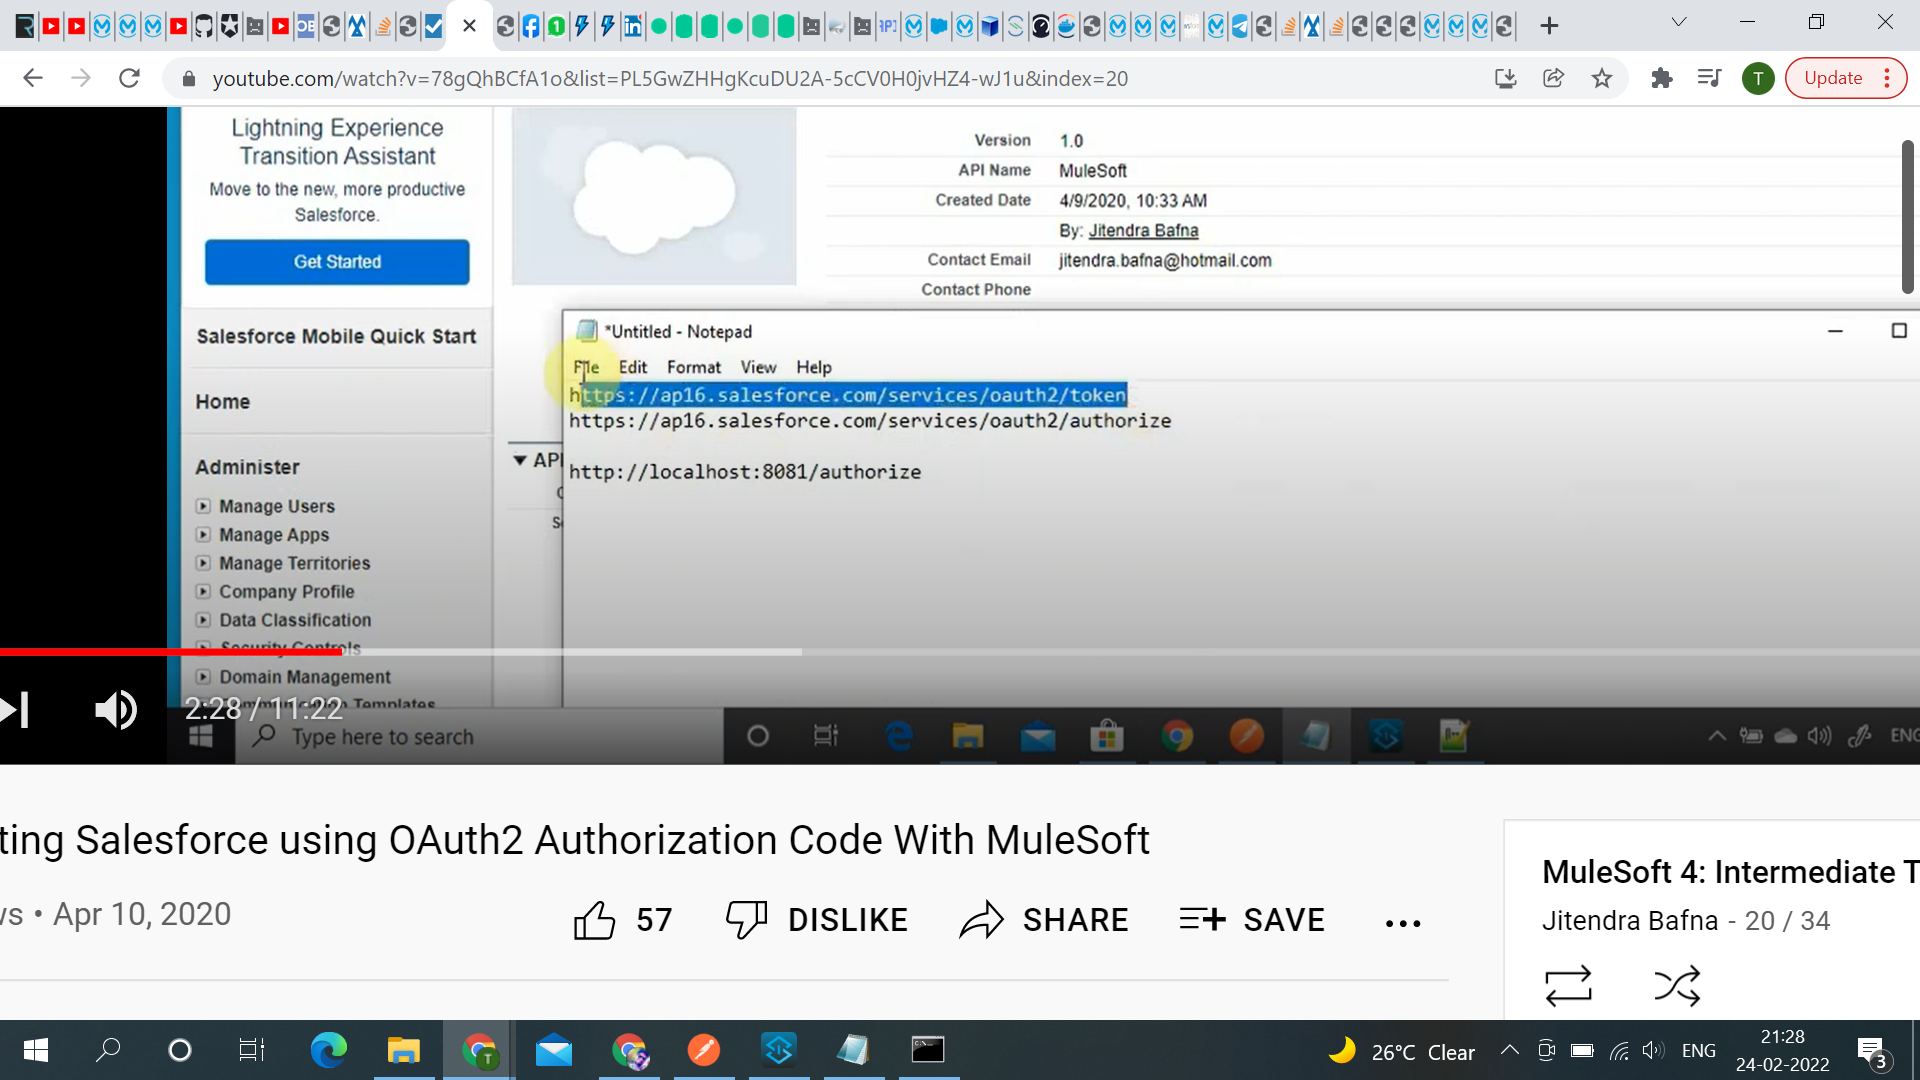 youtube.com/watch?v=78gQhBCfA1o&list=PL5GwZHHgKcuDU2A-5cCV0H0jvHZ4-wJ1u&index=20
T
Update
Lightning Experience
Transition Assistant
Move to the new, more productive
Salesforce.
Get Started
Salesforce Mobile Quick Start
Home
Administer
Manage Users
Manage Apps
Manage Territories
Company Profile
Data Classification
Security Controls
Domain Management
Communication Templates
Version 1.0
API Name MuleSoft
Created Date 4/9/2020, 10:33 AM
By: Jitendra Bafna
Contact Email jitendra.bafna@hotmail.com
Contact Phone
*Untitled - Notepad
File Edit Format View Help
https://ap16.salesforce.com/services/oauth2/token
https://ap16.salesforce.com/services/oauth2/authorize
http://localhost:8081/authorize
API
2:28 / 11:22
Type here to search
ENG
ting Salesforce using OAuth2 Authorization Code With MuleSoft
ws • Apr 10, 2020
57 DISLIKE SHARE SAVE
MuleSoft 4: Intermediate T
Jitendra Bafna - 20 / 34
26°C Clear
ENG
21:28
24-02-2022
3